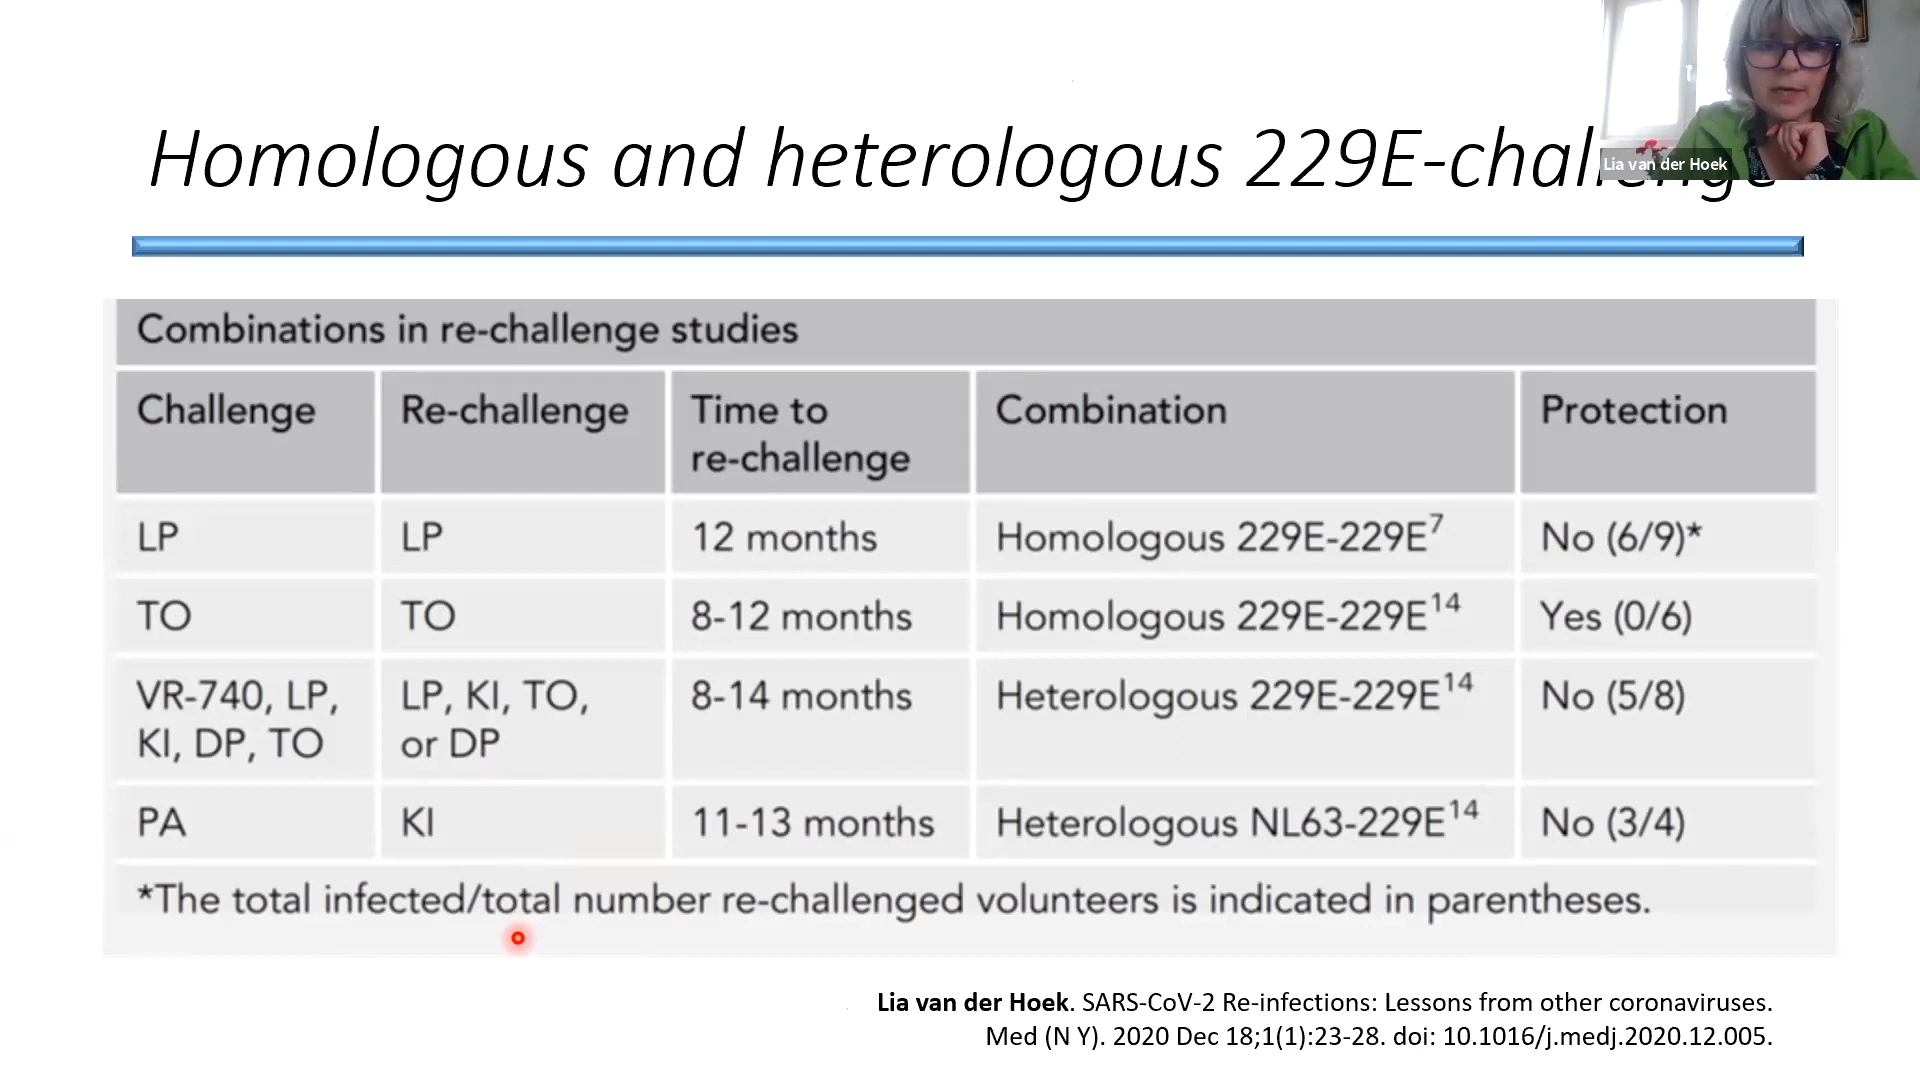 Homologous and heterologous 229E-challenge
Lia van der Hoek
Combinations in re-challenge studies
Challenge
Re-challenge
Time to
re-challenge
Combination
Protection
LP
LP
12 months
Homologous 229E-229E⁷
No (6/9)*
TO
TO
8-12 months
Homologous 229E-229E¹⁴
Yes (0/6)
VR-740, LP,
KI, DP, TO
LP, KI, TO,
or DP
8-14 months
Heterologous 229E-229E¹⁴
No (5/8)
PA
KI
11-13 months
Heterologous NL63-229E¹⁴
No (3/4)
*The total infected/total number re-challenged volunteers is indicated in parentheses.
Lia van der Hoek. SARS-CoV-2 Re-infections: Lessons from other coronaviruses.
Med (N Y). 2020 Dec 18;1(1):23-28. doi: 10.1016/j.medj.2020.12.005.